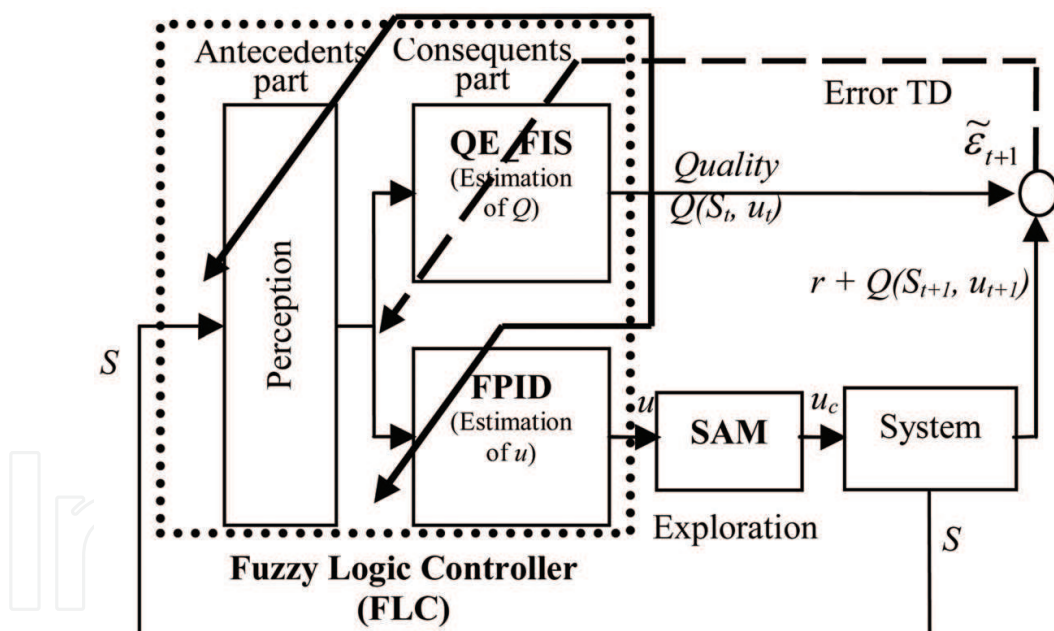 Antecedents
part
Consequents
part
Error TD
ε̃t+1
QE_FIS
(Estimation
of Q)
Quality
Q(St, ut)
r + Q(St+1, ut+1)
Perception
S
FPID
(Estimation
of u)
u
SAM
uc
System
Exploration
S
Fuzzy Logic Controller
(FLC)